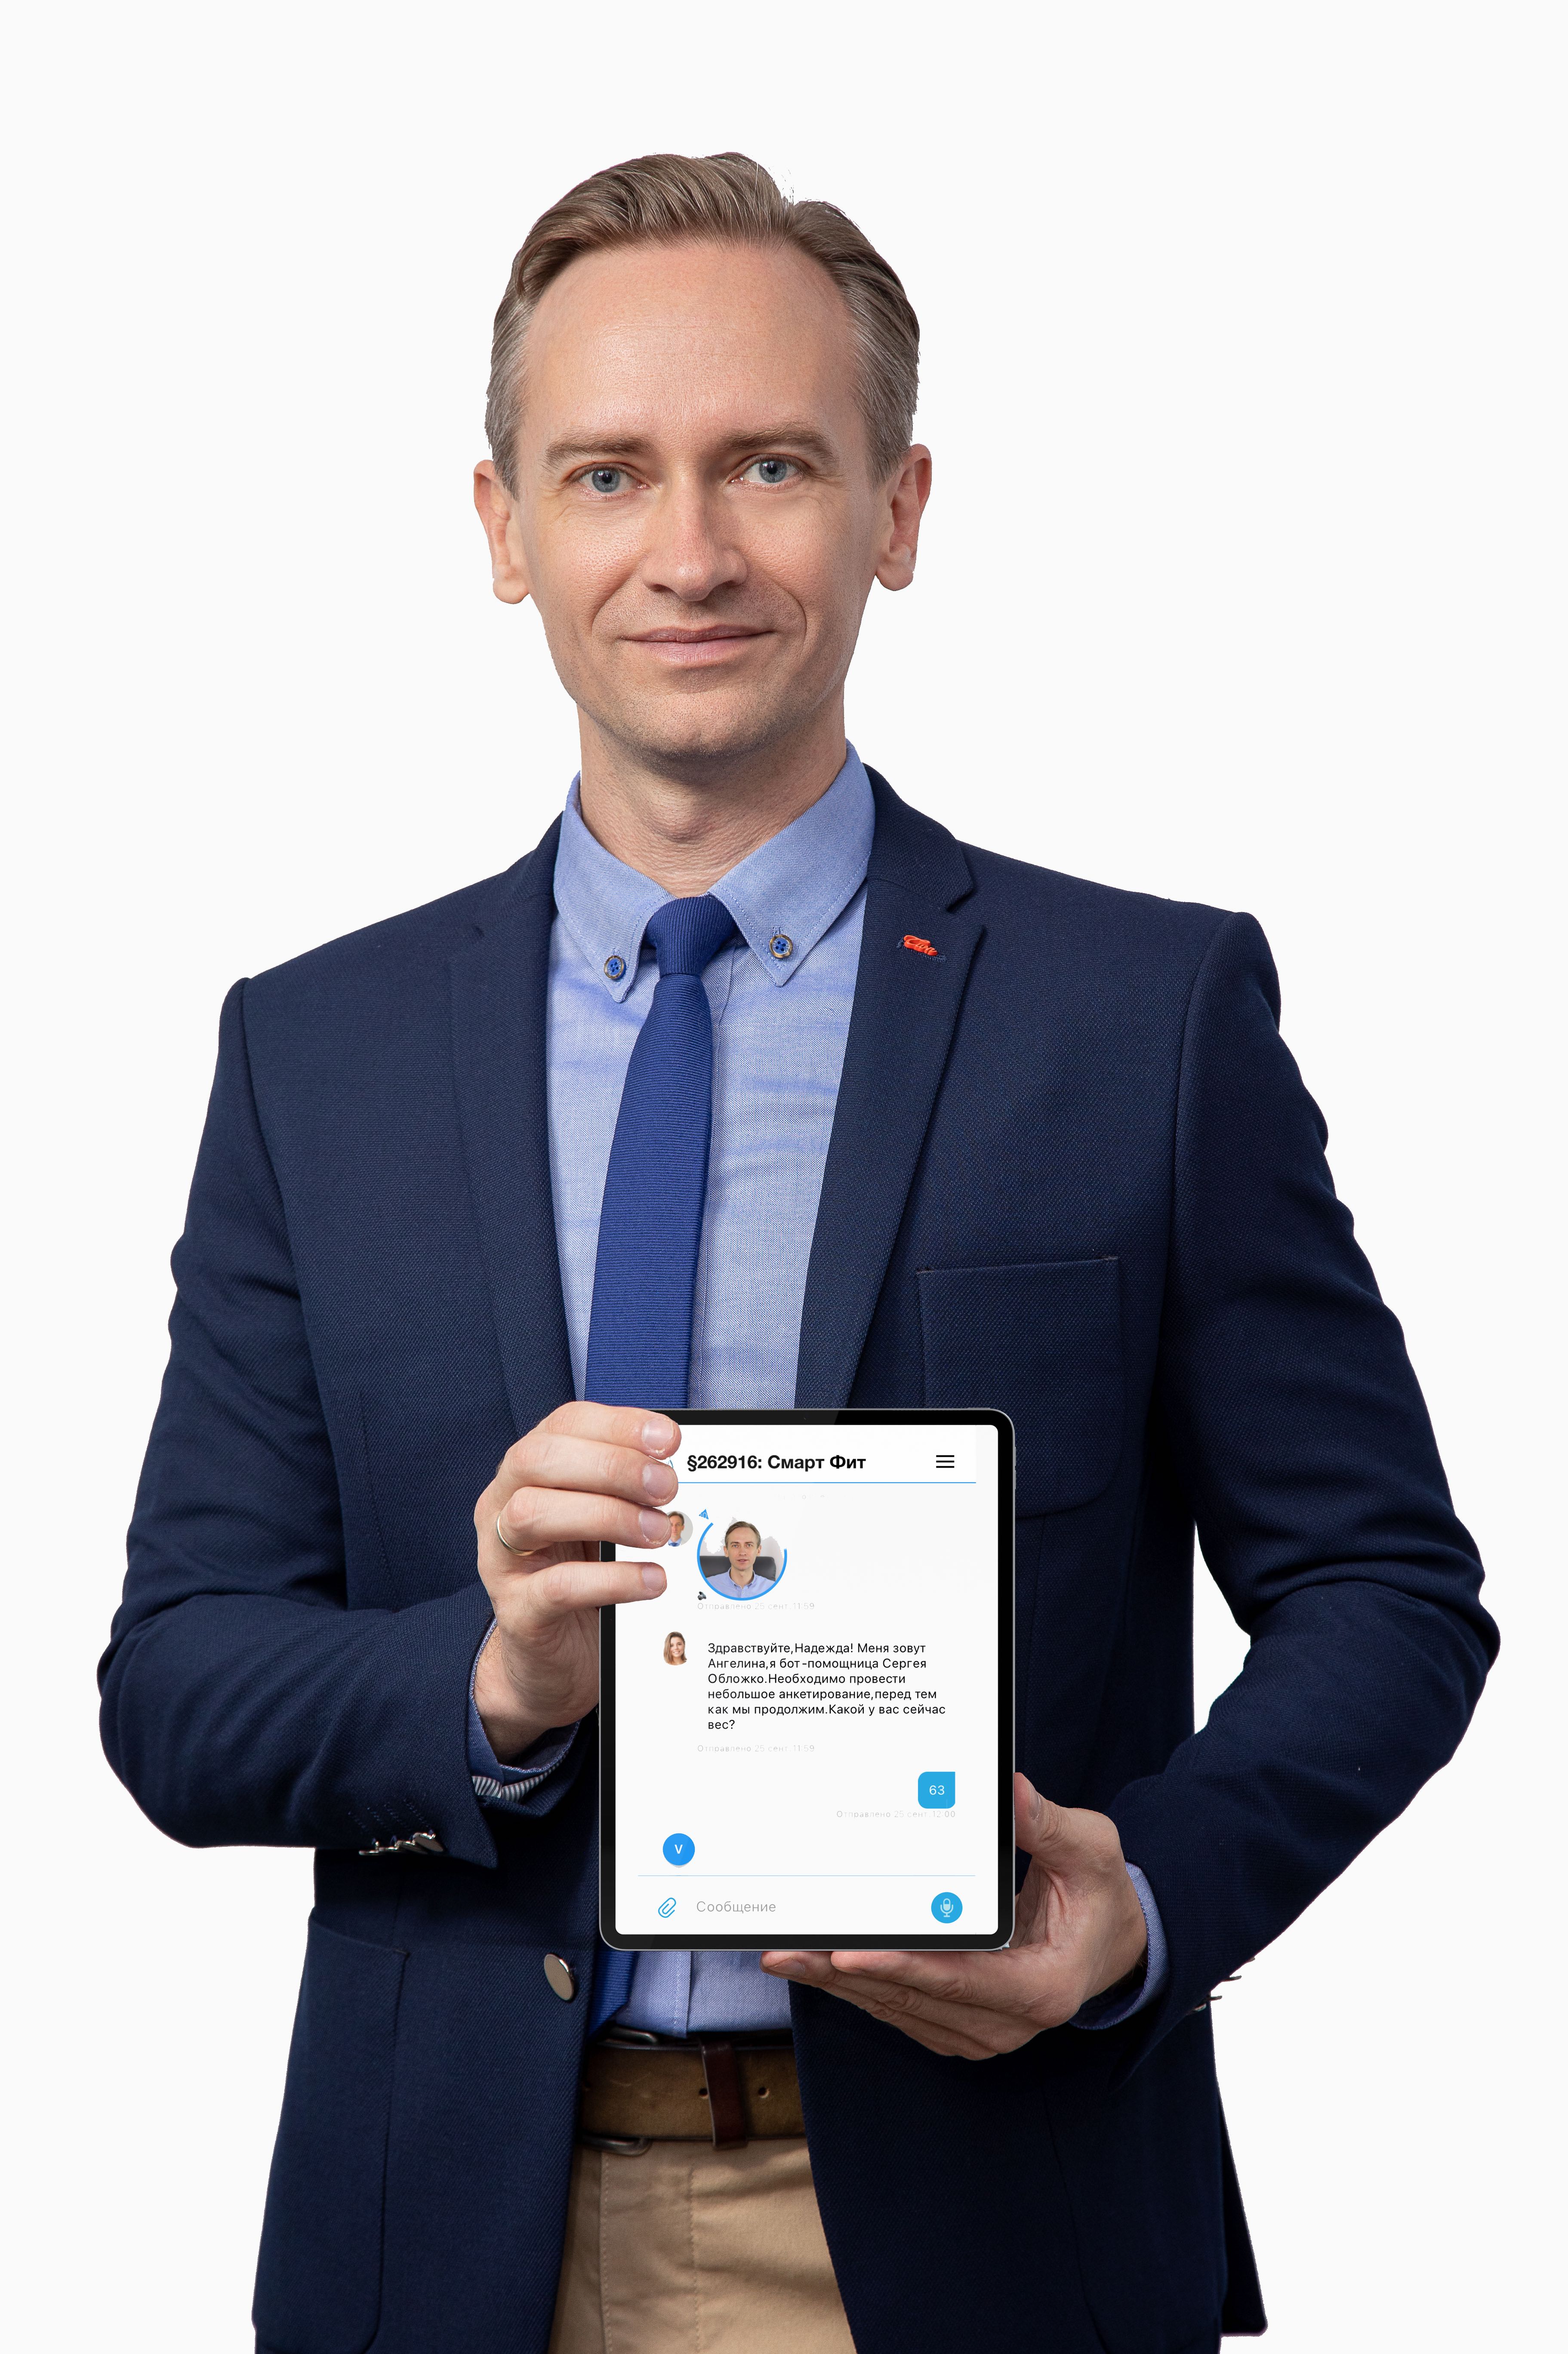 §262916: Смарт Фит
Отправлено 25 сент. 11:59
Здравствуйте,Надежда! Меня зовут
Ангелина,я бот-помощница Сергея
Обложко.Необходимо провести
небольшое анкетирование,перед тем
как мы продолжим.Какой у вас сейчас
вес?
Отправлено 25 сент. 11:59
63
Отправлено 25 сент. 12:00
V
Сообщение